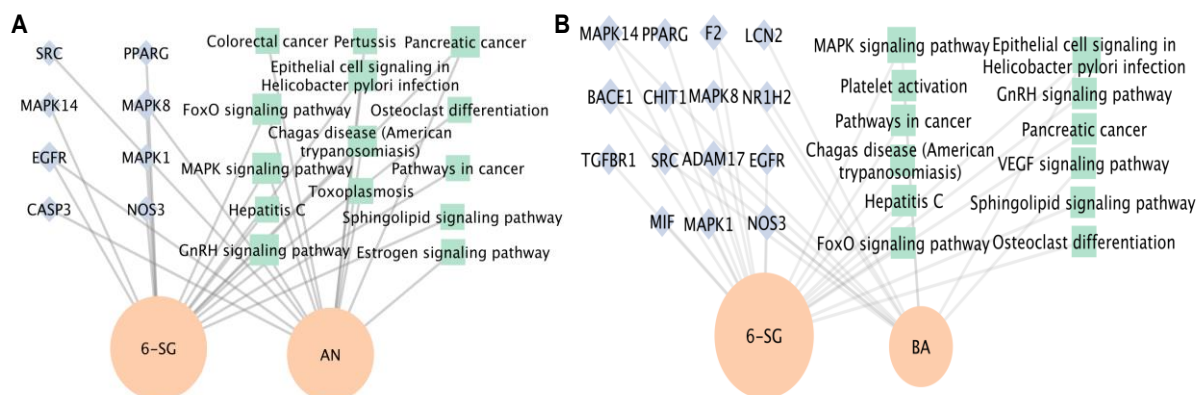 A
Colorectal cancer Pertussis Pancreatic cancer
SRC PPARG
Epithelial cell signaling in
Helicobacter pylori infection
MAPK14 MAPK8
FoxO signaling pathway Osteoclast differentiation
Chagas disease (American
trypanosomiasis)
EGFR MAPK1
MAPK signaling pathway Pathways in cancer
Toxoplasmosis
CASP3 NOS3
Hepatitis C Sphingolipid signaling pathway
GnRH signaling pathway Estrogen signaling pathway
6-SG AN
B
MAPK14 PPARG F2 LCN2
BACE1 CHIT1 MAPK8 NR1H2
TGFBR1 SRC ADAM17 EGFR
MIF MAPK1 NOS3
MAPK signaling pathway
Platelet activation
Pathways in cancer
Chagas disease (American
trypanosomiasis)
Hepatitis C
FoxO signaling pathway
Epithelial cell signaling in
Helicobacter pylori infection
GnRH signaling pathway
Pancreatic cancer
VEGF signaling pathway
Sphingolipid signaling pathway
Osteoclast differentiation
6-SG BA